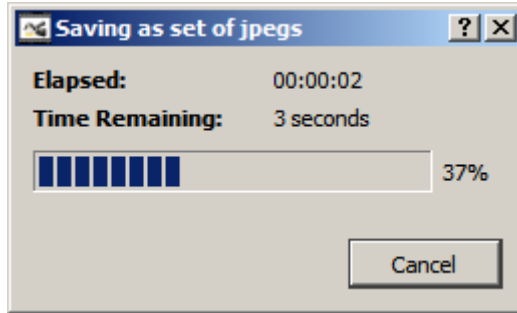 Saving as set of jpegs
Elapsed: 00:00:02
Time Remaining: 3 seconds
37%
Cancel